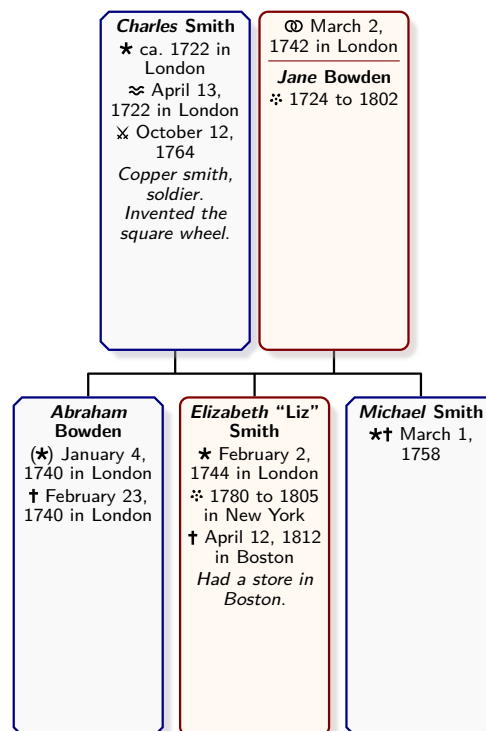 Charles Smith
★ ca. 1722 in
London
≈ April 13,
1722 in London
⚔ October 12,
1764
Copper smith,
soldier.
Invented the
square wheel.
⚭ March 2,
1742 in London
Jane Bowden
⁘ 1724 to 1802
Abraham
Bowden
(★) January 4,
1740 in London
† February 23,
1740 in London
Elizabeth “Liz”
Smith
★ February 2,
1744 in London
⁘ 1780 to 1805
in New York
† April 12, 1812
in Boston
Had a store in
Boston.
Michael Smith
★† March 1,
1758